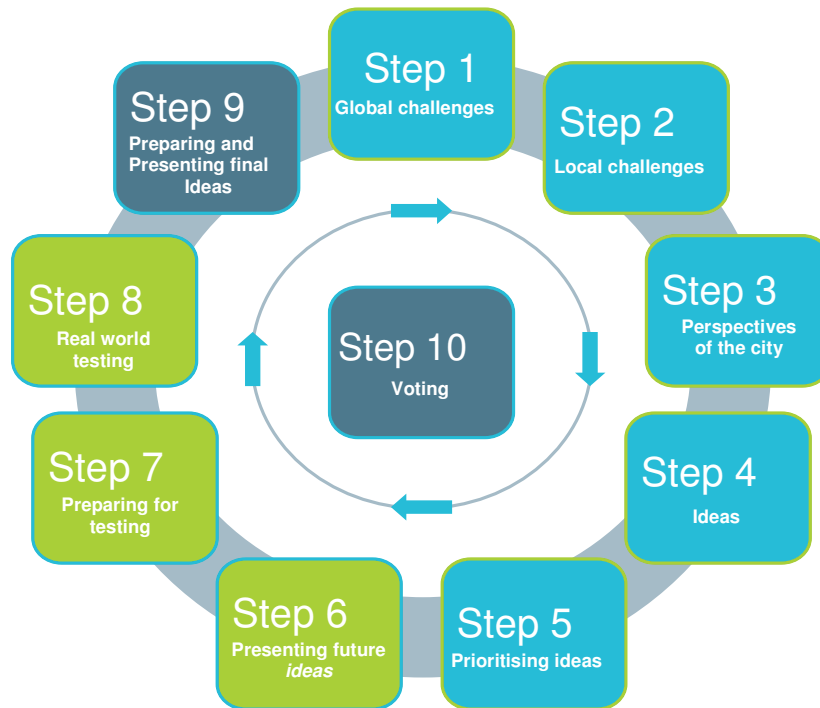 Step 1
Global challenges
Step 2
Local challenges
Step 3
Perspectives
of the city
Step 4
Ideas
Step 5
Prioritising ideas
Step 6
Presenting future
ideas
Step 7
Preparing for
testing
Step 8
Real world
testing
Step 9
Preparing and
Presenting final
Ideas
Step 10
Voting